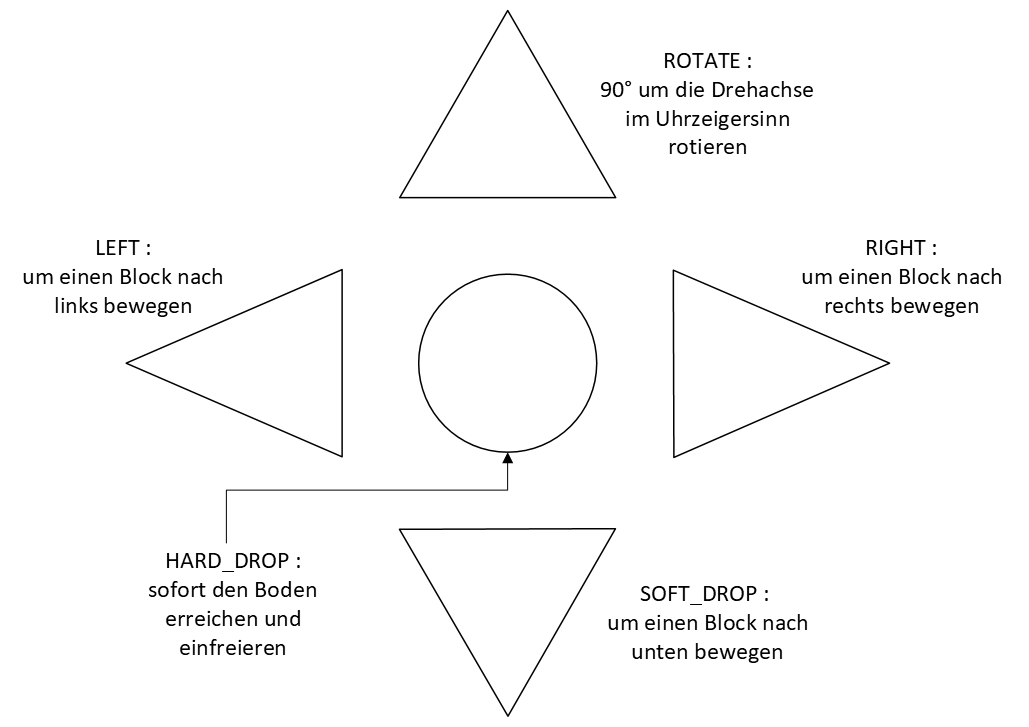 ROTATE :
90° um die Drehachse
im Uhrzeigersinn
rotieren
LEFT :
um einen Block nach
links bewegen
RIGHT :
um einen Block nach
rechts bewegen
HARD_DROP :
sofort den Boden
erreichen und
einfreieren
SOFT_DROP :
um einen Block nach
unten bewegen